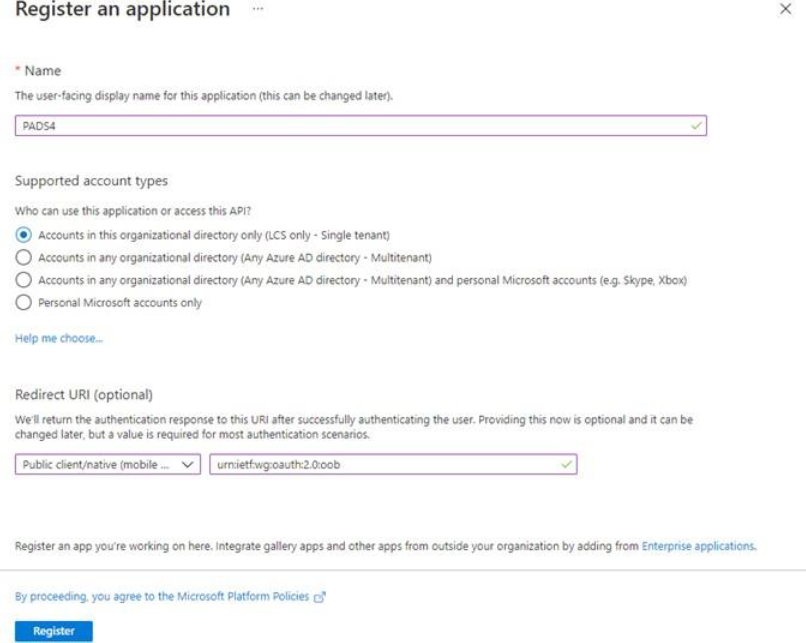 Register an application ...
* Name
The user-facing display name for this application (this can be changed later).
PADS4
Supported account types
Who can use this application or access this API?
Accounts in this organizational directory only (LCS only - Single tenant)
Accounts in any organizational directory (Any Azure AD directory - Multitenant)
Accounts in any organizational directory (Any Azure AD directory - Multitenant) and personal Microsoft accounts (e.g. Skype, Xbox)
Personal Microsoft accounts only
Help me choose...
Redirect URI (optional)
We'll return the authentication response to this URI after successfully authenticating the user. Providing this now is optional and it can be
changed later, but a value is required for most authentication scenarios.
Public client/native (mobile ... urn:ietf:wg:oauth:2.0:oob
Register an app you're working on here. Integrate gallery apps and other apps from outside your organization by adding from Enterprise applications.
By proceeding, you agree to the Microsoft Platform Policies
Register